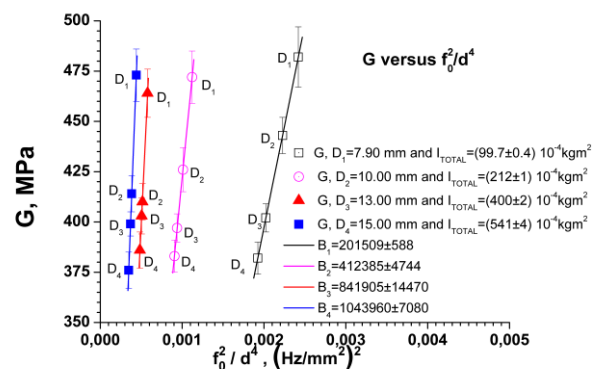 G versus f₀²/d⁴
G, MPa
500
475
450
425
400
375
350
D₁
D₁
D₁
D₁
D₂
D₂
D₂
D₂
D₃
D₃
D₃
D₃
D₄
D₄
D₄
D₄
G, D₁=7.90 mm and I_TOTAL=(99.7±0.4) 10⁻⁴kgm²
G, D₂=10.00 mm and I_TOTAL=(212±1) 10⁻⁴kgm²
G, D₃=13.00 mm and I_TOTAL=(400±2) 10⁻⁴kgm²
G, D₄=15.00 mm and I_TOTAL=(541±4) 10⁻⁴kgm²
B₁=201509±588
B₂=412385±4744
B₃=841905±14470
B₄=1043960±7080
0,000 0,001 0,002 0,003 0,004 0,005
f₀² / d⁴ , (Hz/mm²)²